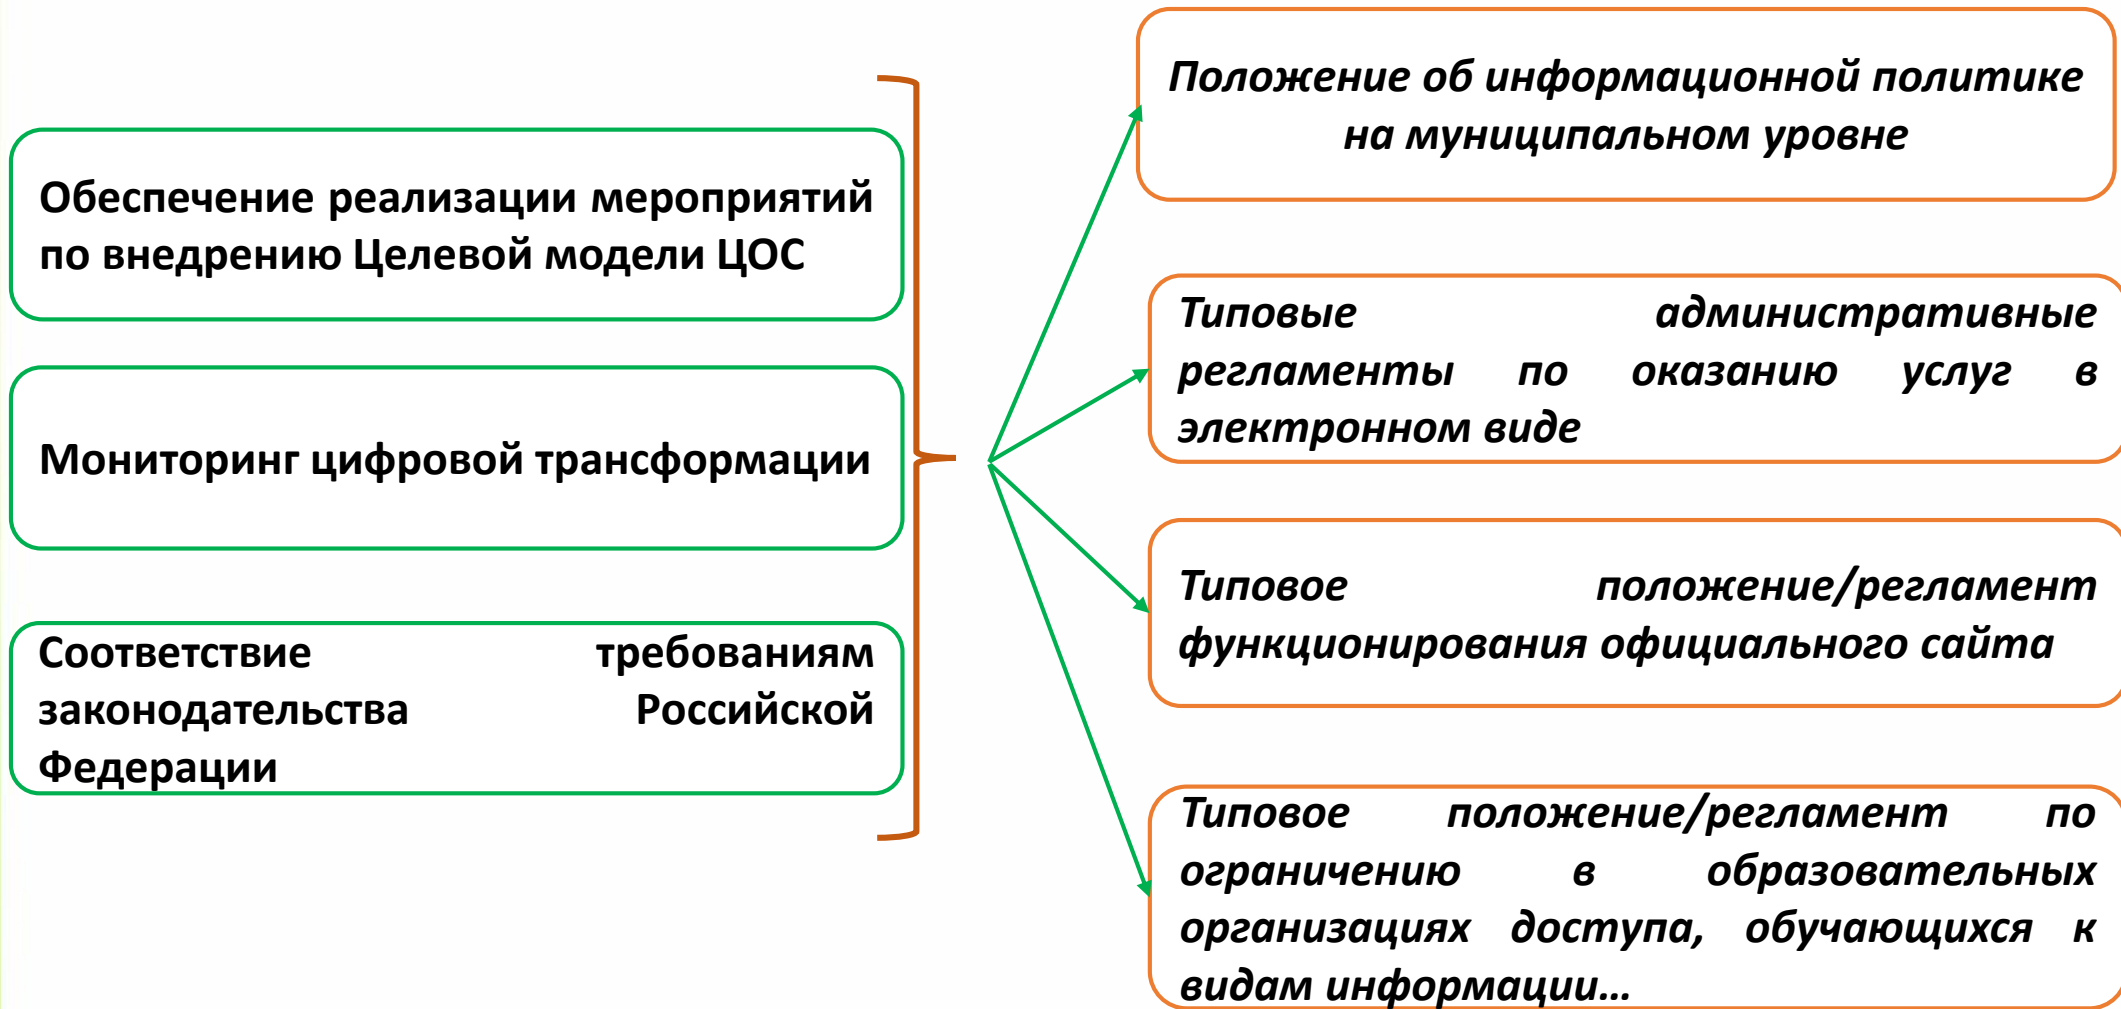 Обеспечение реализации мероприятий
по внедрению Целевой модели ЦОС
Мониторинг цифровой трансформации
Соответствие требованиям
законодательства Российской
Федерации
Положение об информационной политике
на муниципальном уровне
Типовые административные
регламенты по оказанию услуг в
электронном виде
Типовое положение/регламент
функционирования официального сайта
Типовое положение/регламент по
ограничению в образовательных
организациях доступа, обучающихся к
видам информации...